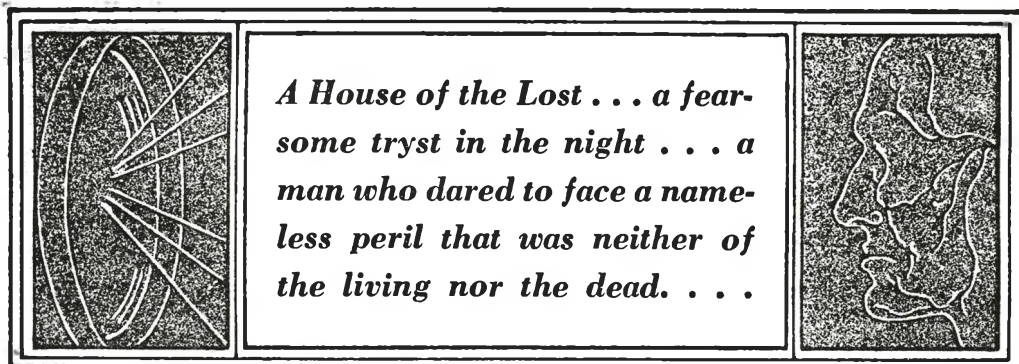 A House of the Lost . . . a fear-
some tryst in the night . . . a
man who dared to face a name-
less peril that was neither of
the living nor the dead. . . .